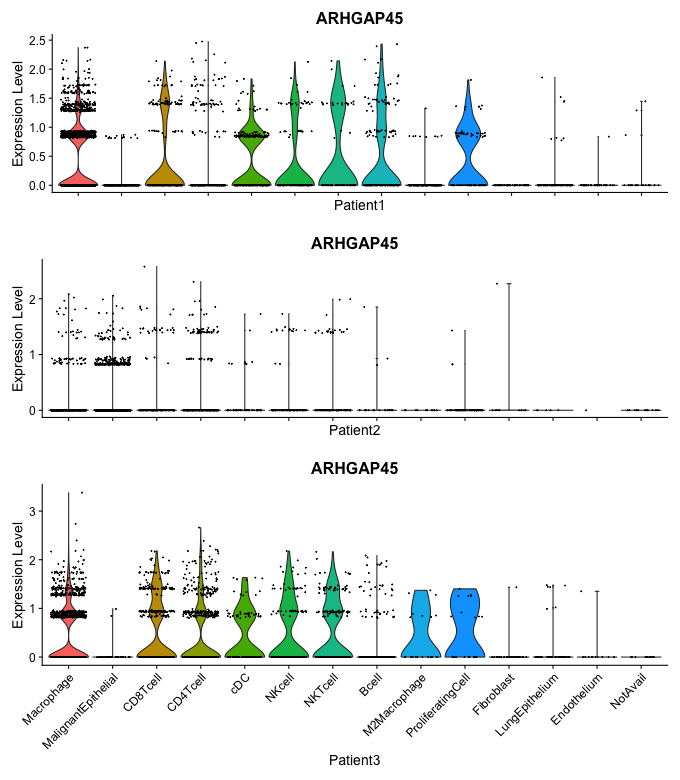 ARHGAP45
Expression Level
2.5
2.0
1.5
1.0
0.5
0.0
Patient1
ARHGAP45
Expression Level
2
1
0
Patient2
ARHGAP45
Expression Level
3
2
1
0
Macrophage
MalignantEpithelial
CD8Tcell
CD4Tcell
cDC
NKcell
NKTcell
Bcell
M2Macrophage
ProliferatingCell
Fibroblast
LungEpithelium
Endothelium
NotAvail
Patient3